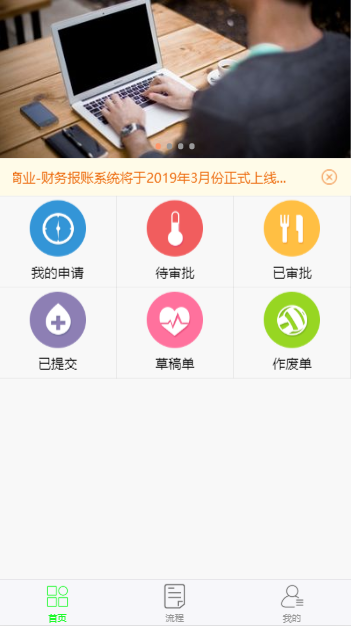 商业-财务报账系统将于2019年3月份正式上线...
我的申请
待审批
已审批
已提交
草稿单
作废单
首页
流程
我的